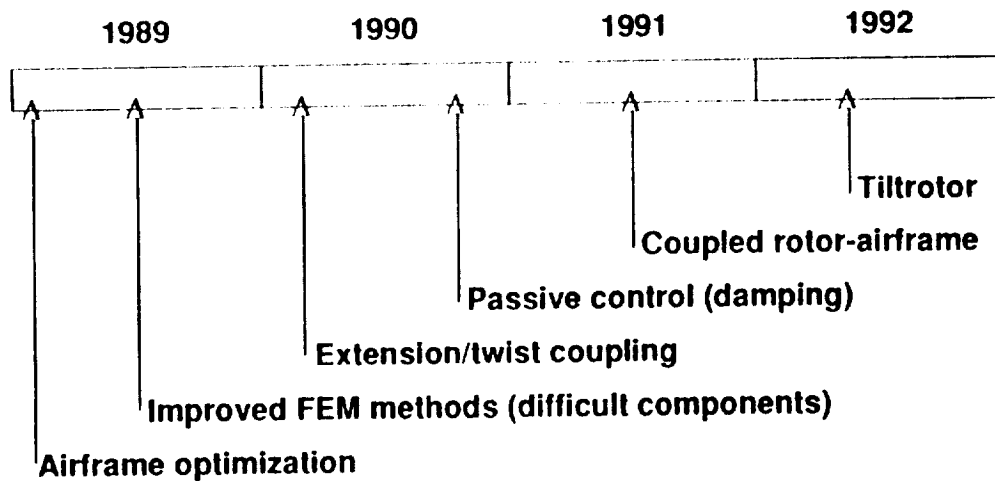 1989 1990 1991 1992
Tiltrotor
Coupled rotor-airframe
Passive control (damping)
Extension/twist coupling
Improved FEM methods (difficult components)
Airframe optimization